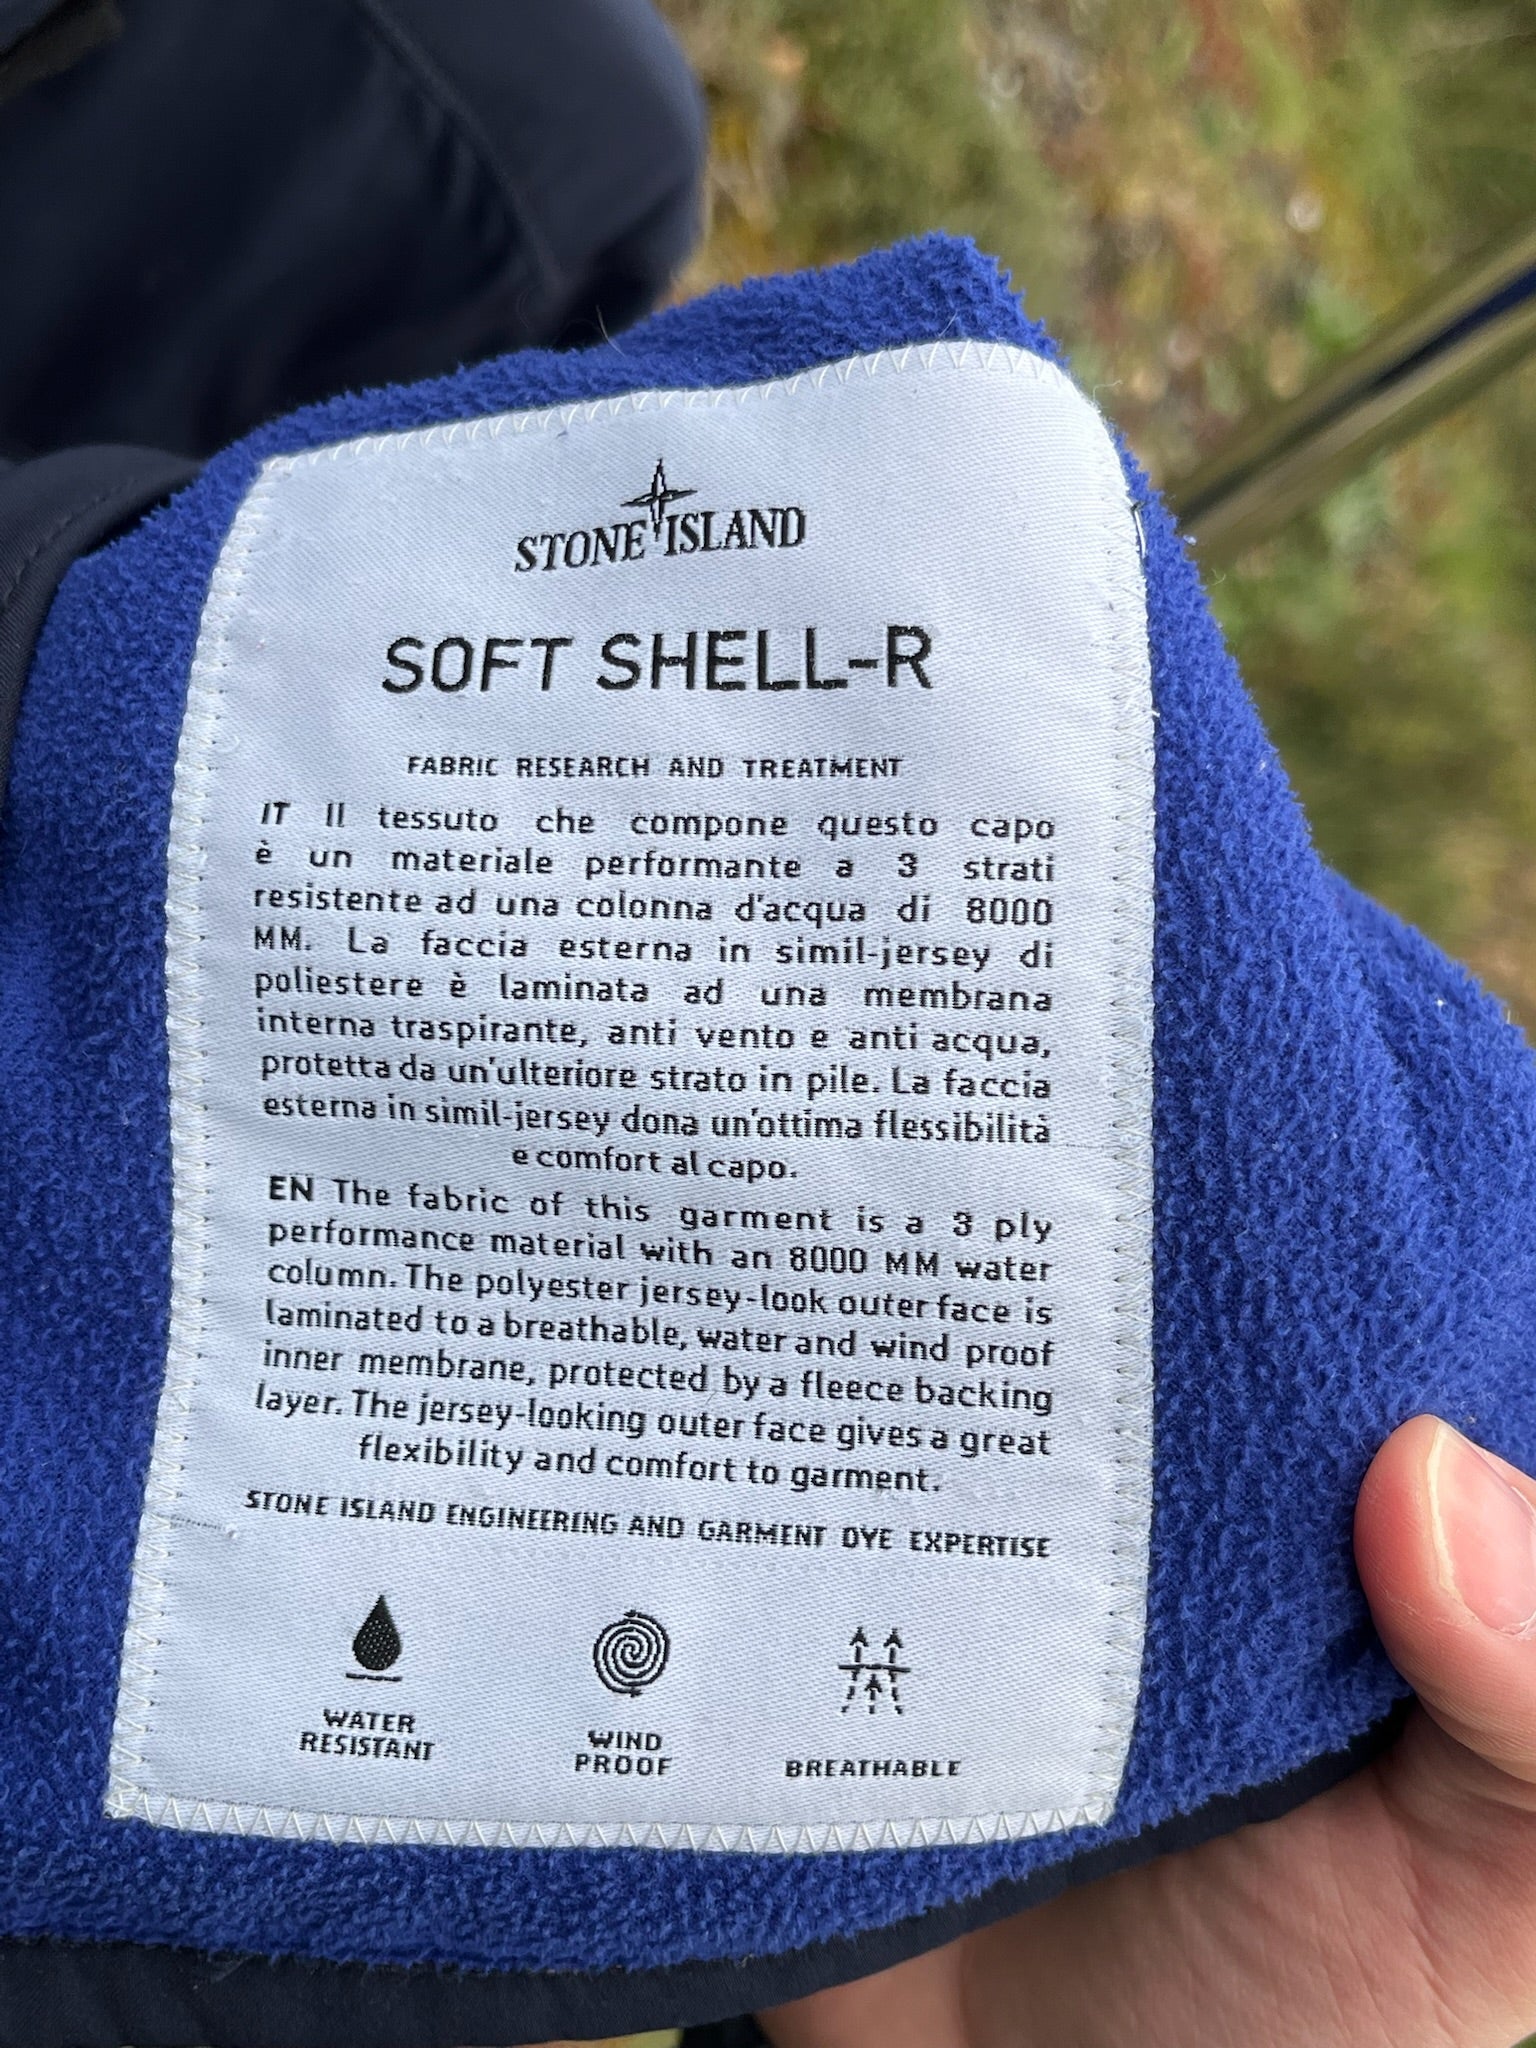 STONE ISLAND
SOFT SHELL-R
FABRIC RESEARCH AND TREATMENT
IT Il tessuto che compone questo capo
è un materiale performante a 3 strati
resistente ad una colonna d'acqua di 8000
MM. La faccia esterna in simil-jersey di
poliestere è laminata ad una membrana
interna traspirante, anti vento e anti acqua,
protetta da un'ulteriore strato in pile. La faccia
esterna in simil-jersey dona un'ottima flessibilità
e comfort al capo.
EN The fabric of this garment is a 3 ply
performance material with an 8000 MM water
column. The polyester jersey-look outer face is
laminated to a breathable, water and wind proof
inner membrane, protected by a fleece backing
layer. The jersey-looking outer face gives a great
flexibility and comfort to garment.
STONE ISLAND ENGINEERING AND GARMENT DYE EXPERTISE
WATER
RESISTANT
WIND
PROOF
BREATHABLE